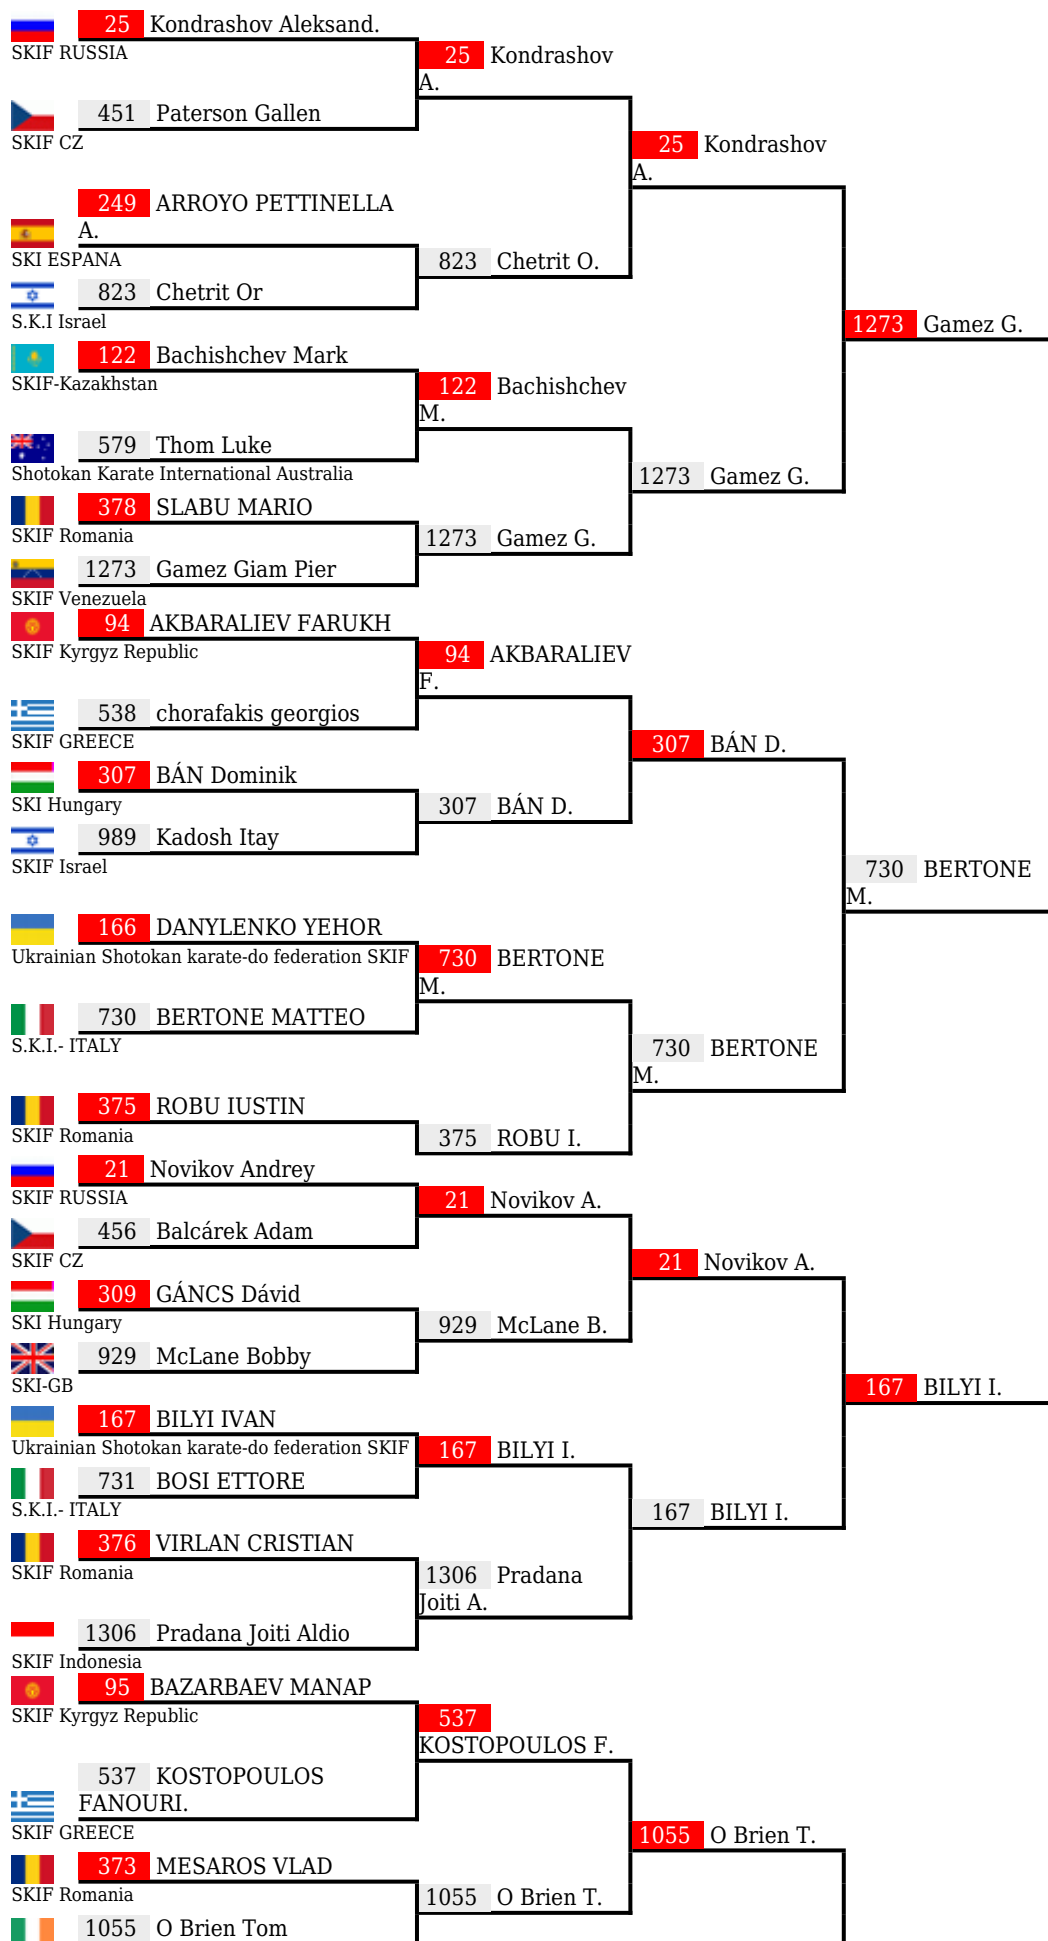 25 Kondrashov Aleksand.
SKIF RUSSIA
25 Kondrashov
A.
451 Paterson Gallen
SKIF CZ
25 Kondrashov
A.
249 ARROYO PETTINELLA
A.
SKI ESPANA
823 Chetrit O.
823 Chetrit Or
S.K.I Israel
1273 Gamez G.
122 Bachishchev Mark
SKIF-Kazakhstan
122 Bachishchev
M.
579 Thom Luke
Shotokan Karate International Australia
1273 Gamez G.
378 SLABU MARIO
SKIF Romania
1273 Gamez G.
1273 Gamez Giam Pier
SKIF Venezuela
94 AKBARALIEV FARUKH
SKIF Kyrgyz Republic
94 AKBARALIEV
F.
538 chorafakis georgios
SKIF GREECE
307 BÁN D.
307 BÁN Dominik
SKI Hungary
307 BÁN D.
989 Kadosh Itay
SKIF Israel
730 BERTONE
M.
166 DANYLENKO YEHOR
Ukrainian Shotokan karate-do federation SKIF
730 BERTONE
M.
730 BERTONE MATTEO
S.K.I.- ITALY
730 BERTONE
M.
375 ROBU IUSTIN
SKIF Romania
375 ROBU I.
21 Novikov Andrey
SKIF RUSSIA
21 Novikov A.
456 Balcárek Adam
SKIF CZ
21 Novikov A.
309 GÁNCS Dávid
SKI Hungary
929 McLane B.
929 McLane Bobby
SKI-GB
167 BILYI I.
167 BILYI IVAN
Ukrainian Shotokan karate-do federation SKIF
167 BILYI I.
731 BOSI ETTORE
S.K.I.- ITALY
167 BILYI I.
376 VIRLAN CRISTIAN
SKIF Romania
1306 Pradana
Joiti A.
1306 Pradana Joiti Aldio
SKIF Indonesia
95 BAZARBAEV MANAP
SKIF Kyrgyz Republic
537
KOSTOPOULOS F.
537 KOSTOPOULOS
FANOURI.
SKIF GREECE
1055 O Brien T.
373 MESAROS VLAD
SKIF Romania
1055 O Brien T.
1055 O Brien Tom